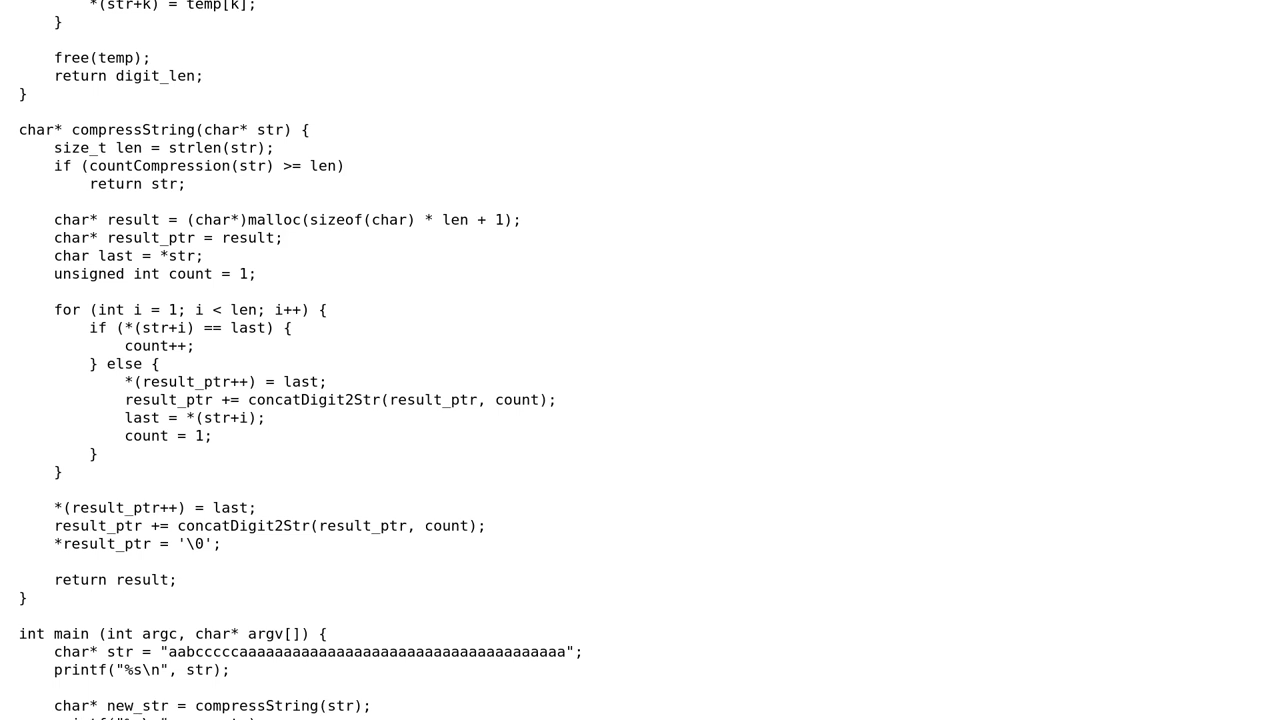 *(str+k) = temp[k];
}
free(temp);
return digit_len;
}
char* compressString(char* str) {
size_t len = strlen(str);
if (countCompression(str) >= len)
return str;
char* result = (char*)malloc(sizeof(char) * len + 1);
char* result_ptr = result;
char last = *str;
unsigned int count = 1;
for (int i = 1; i < len; i++) {
if (*(str+i) == last) {
count++;
} else {
*(result_ptr++) = last;
result_ptr += concatDigit2Str(result_ptr, count);
last = *(str+i);
count = 1;
}
}
*(result_ptr++) = last;
result_ptr += concatDigit2Str(result_ptr, count);
*result_ptr = '\0';
return result;
}
int main (int argc, char* argv[]) {
char* str = "aabcccccaaaaaaaaaaaaaaaaaaaaaaaaaaaaaaaaaaaaa";
printf("%s\n", str);
char* new_str = compressString(str);